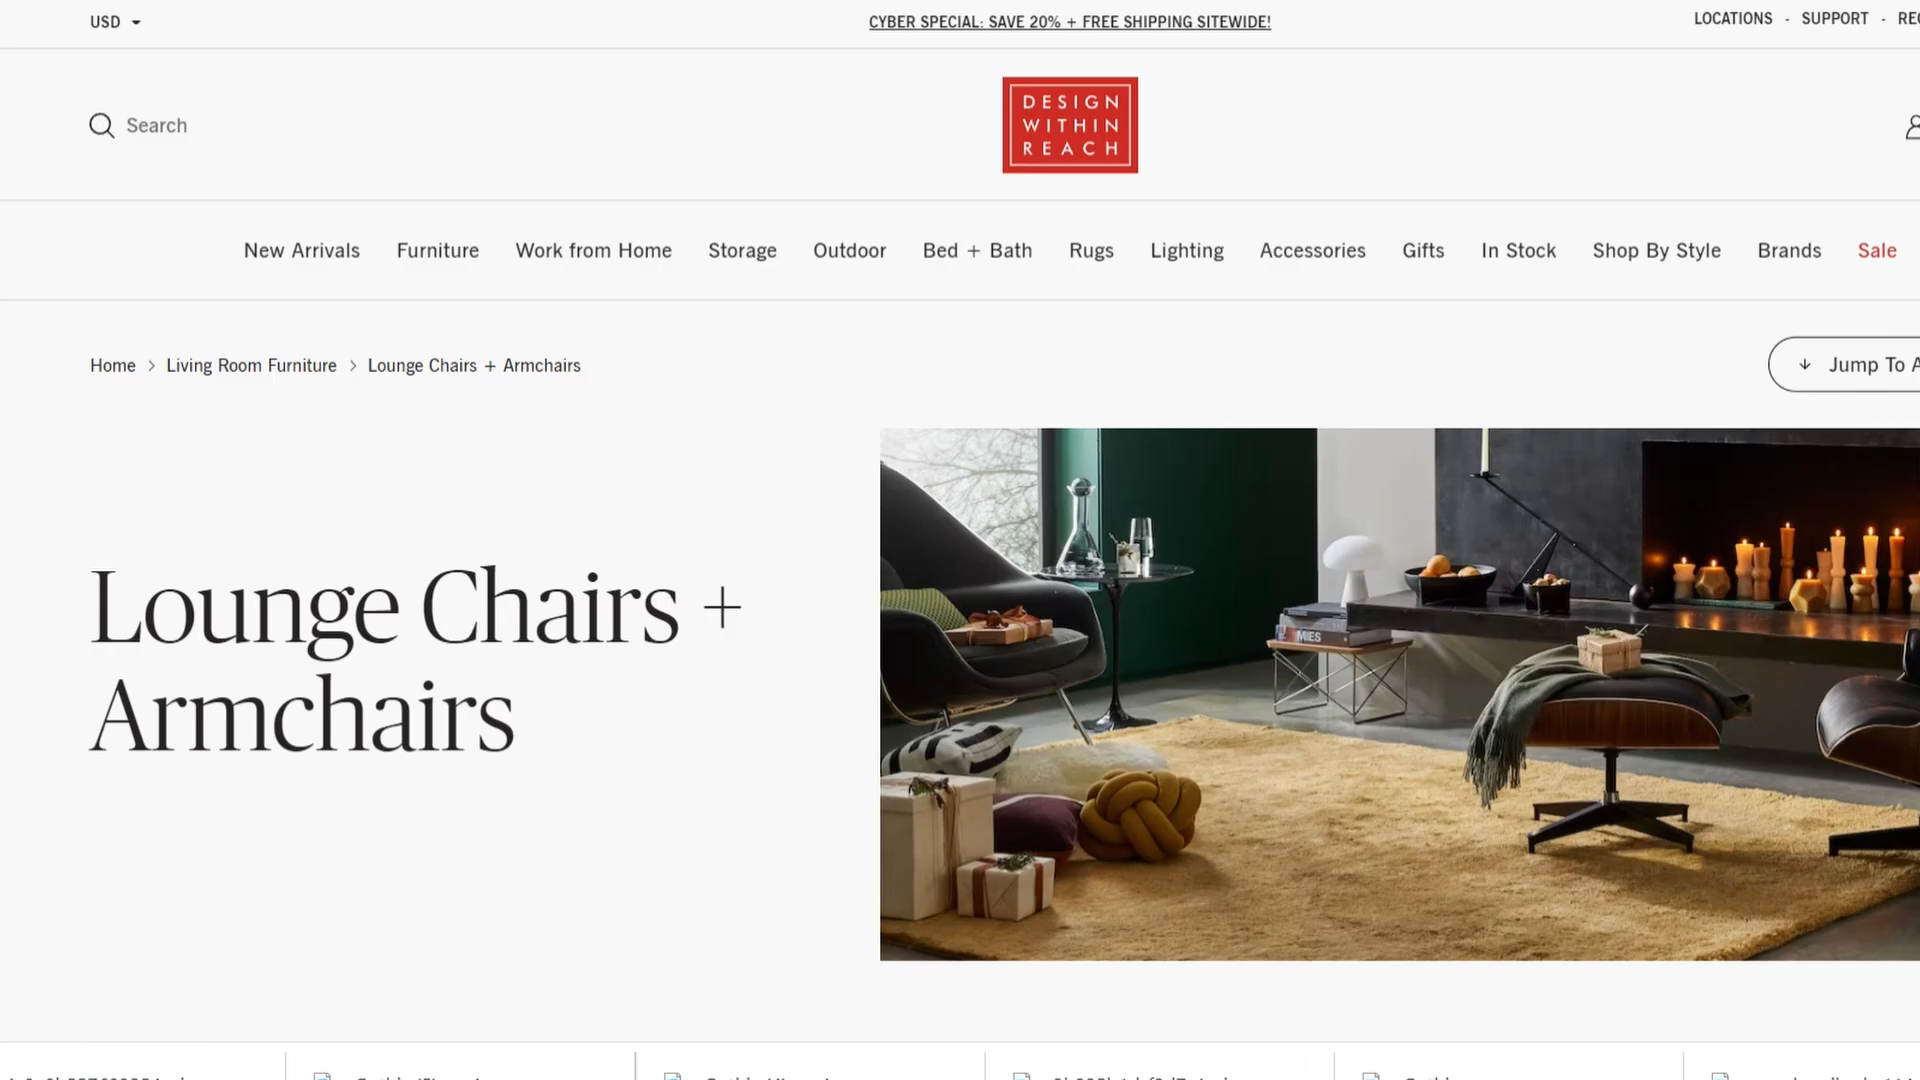 USD
CYBER SPECIAL: SAVE 20% + FREE SHIPPING SITEWIDE!
LOCATIONS - SUPPORT -
Search
DESIGN
WITHIN
REACH
New Arrivals Furniture Work from Home Storage Outdoor Bed + Bath Rugs Lighting Accessories Gifts In Stock Shop By Style Brands Sale
Home > Living Room Furniture > Lounge Chairs + Armchairs
Jump To
Lounge Chairs +
Armchairs
MIES